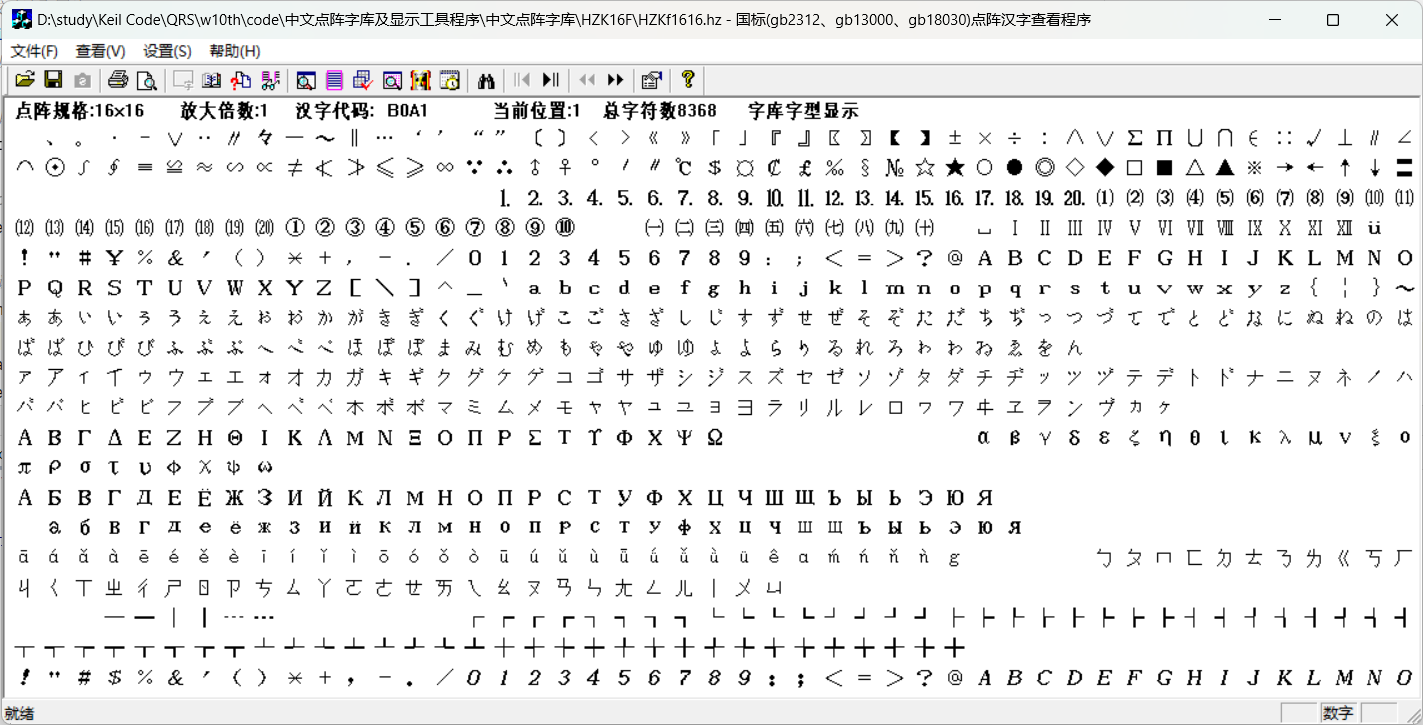 D:\study\Keil Code\QRS\w10th\code\中文点阵字库及显示工具程序\中文点阵字库\HZK16F\HZKf1616.hz - 国标(gb2312、gb13000、gb18030)点阵汉字查看程序
文件(F) 查看(V) 设置(S) 帮助(H)
点阵规格:16×16 放大倍数:1 汉字代码: B0A1 当前位置:1 总字符数8368 字库字型显示
、 。 · ˉ ˇ ¨ 〃 々 — ～ ‖ … ‘ ’ “ ” 〔 〕 〈 〉 《 》 「 」 『 』 〖 〗 【 】 ± × ÷ ∶ ∧ ∨ ∑ ∏ ∪ ∩ ∈ ∷ √ ⊥ ∥ ∠
⌒ ⊙ ∫ ∮ ≡ ≌ ≈ ∽ ∝ ≠ ≮ ≯ ≤ ≥ ∞ ∵ ∴ ♂ ♀ ° ′ ″ ℃ $ ¤ ￠ ￡ ‰ § № ☆ ★ ○ ● ◎ ◇ ◆ □ ■ △ ▲ ※ → ← ↑ ↓ 〓
1. 2. 3. 4. 5. 6. 7. 8. 9. 10. 11. 12. 13. 14. 15. 16. 17. 18. 19. 20. ⑴ ⑵ ⑶ ⑷ ⑸ ⑹ ⑺ ⑻ ⑼ ⑽ ⑾
⑿ ⒀ ⒁ ⒂ ⒃ ⒄ ⒅ ⒆ ⒇ ① ② ③ ④ ⑤ ⑥ ⑦ ⑧ ⑨ ⑩ ㈠ ㈡ ㈢ ㈣ ㈤ ㈥ ㈦ ㈧ ㈨ ㈩ ⎵ Ⅰ Ⅱ Ⅲ Ⅳ Ⅴ Ⅵ Ⅶ Ⅷ Ⅸ Ⅹ Ⅺ Ⅻ ü
! " # ￥ % & ′ ( ) * + , - . / 0 1 2 3 4 5 6 7 8 9 : ; < = > ? @ A B C D E F G H I J K L M N O
P Q R S T U V W X Y Z [ \ ] ^ _ ‵ a b c d e f g h i j k l m n o p q r s t u v w x y z { ¦ } ～
ぁ あ ぃ い ぅ う ぇ え ぉ お か が き ぎ く ぐ け げ こ ご さ ざ し じ す ず せ ぜ そ ぞ た だ ち ぢ っ つ づ て で と ど な に ぬ ね の は
ば ぱ ひ び ぴ ふ ぶ ぷ へ べ ぺ ほ ぼ ぽ ま み む め も ゃ や ゅ ゆ ょ よ ら り る れ ろ ゎ わ ゐ ゑ を ん
ァ ア ィ イ ゥ ウ ェ エ ォ オ カ ガ キ ギ ク グ ケ ゲ コ ゴ サ ザ シ ジ ス ズ セ ゼ ソ ゾ タ ダ チ ヂ ッ ツ ヅ テ デ ト ド ナ ニ ヌ ネ ノ ハ
バ パ ヒ ビ ピ フ ブ プ ヘ ベ ペ ホ ボ ポ マ ミ ム メ モ ャ ヤ ュ ユ ョ ヨ ラ リ ル レ ロ ヮ ワ ヰ ヱ ヲ ン ヴ ヵ ヶ
Α Β Γ Δ Ε Ζ Η Θ Ι Κ Λ Μ Ν Ξ Ο Π Ρ Σ Τ Υ Φ Χ Ψ Ω α β γ δ ε ζ η θ ι κ λ μ ν ξ ο
π ρ σ τ υ φ χ ψ ω
А Б В Г Д Е Ё Ж З И Й К Л М Н О П Р С Т У Ф Х Ц Ч Ш Щ Ъ Ы Ь Э Ю Я
а б в г д е ё ж з и й к л м н о п р с т у ф х ц ч ш щ ъ ы ь э ю я
ā á ǎ à ē é ě è ī í ǐ ì ō ó ǒ ò ū ú ǔ ù ǖ ǘ ǚ ǜ ü ê ɑ ḿ ń ň ǹ ɡ ㄅ ㄆ ㄇ ㄈ ㄉ ㄊ ㄋ ㄌ ㄍ ㄎ ㄏ
ㄐ ㄑ ㄒ ㄓ ㄔ ㄕ ㄖ ㄗ ㄘ ㄙ ㄚ ㄛ ㄜ ㄝ ㄞ ㄟ ㄠ ㄡ ㄢ ㄣ ㄤ ㄥ ㄦ ㄧ ㄨ ㄩ
─ ━ │ ┃ ┄ ┅ ┌ ┍ ┎ ┏ ┐ ┑ ┒ ┓ └ ┕ ┖ ┗ ┘ ┙ ┚ ┛ ├ ┝ ┞ ┟ ┠ ┡ ┢ ┣ ┤ ┥ ┦ ┧ ┨ ┩ ┪ ┫
┬ ┭ ┮ ┯ ┰ ┱ ┲ ┳ ┴ ┵ ┶ ┷ ┸ ┹ ┺ ┻ ┼ ┽ ┾ ┿ ╀ ╁ ╂ ╃ ╄ ╅ ╆ ╇ ╈ ╉ ╊ ╋
! " # $ % & ′ ( ) * + , - . / 0 1 2 3 4 5 6 7 8 9 : ; < = > ? @ A B C D E F G H I J K L M N O
就绪 数字